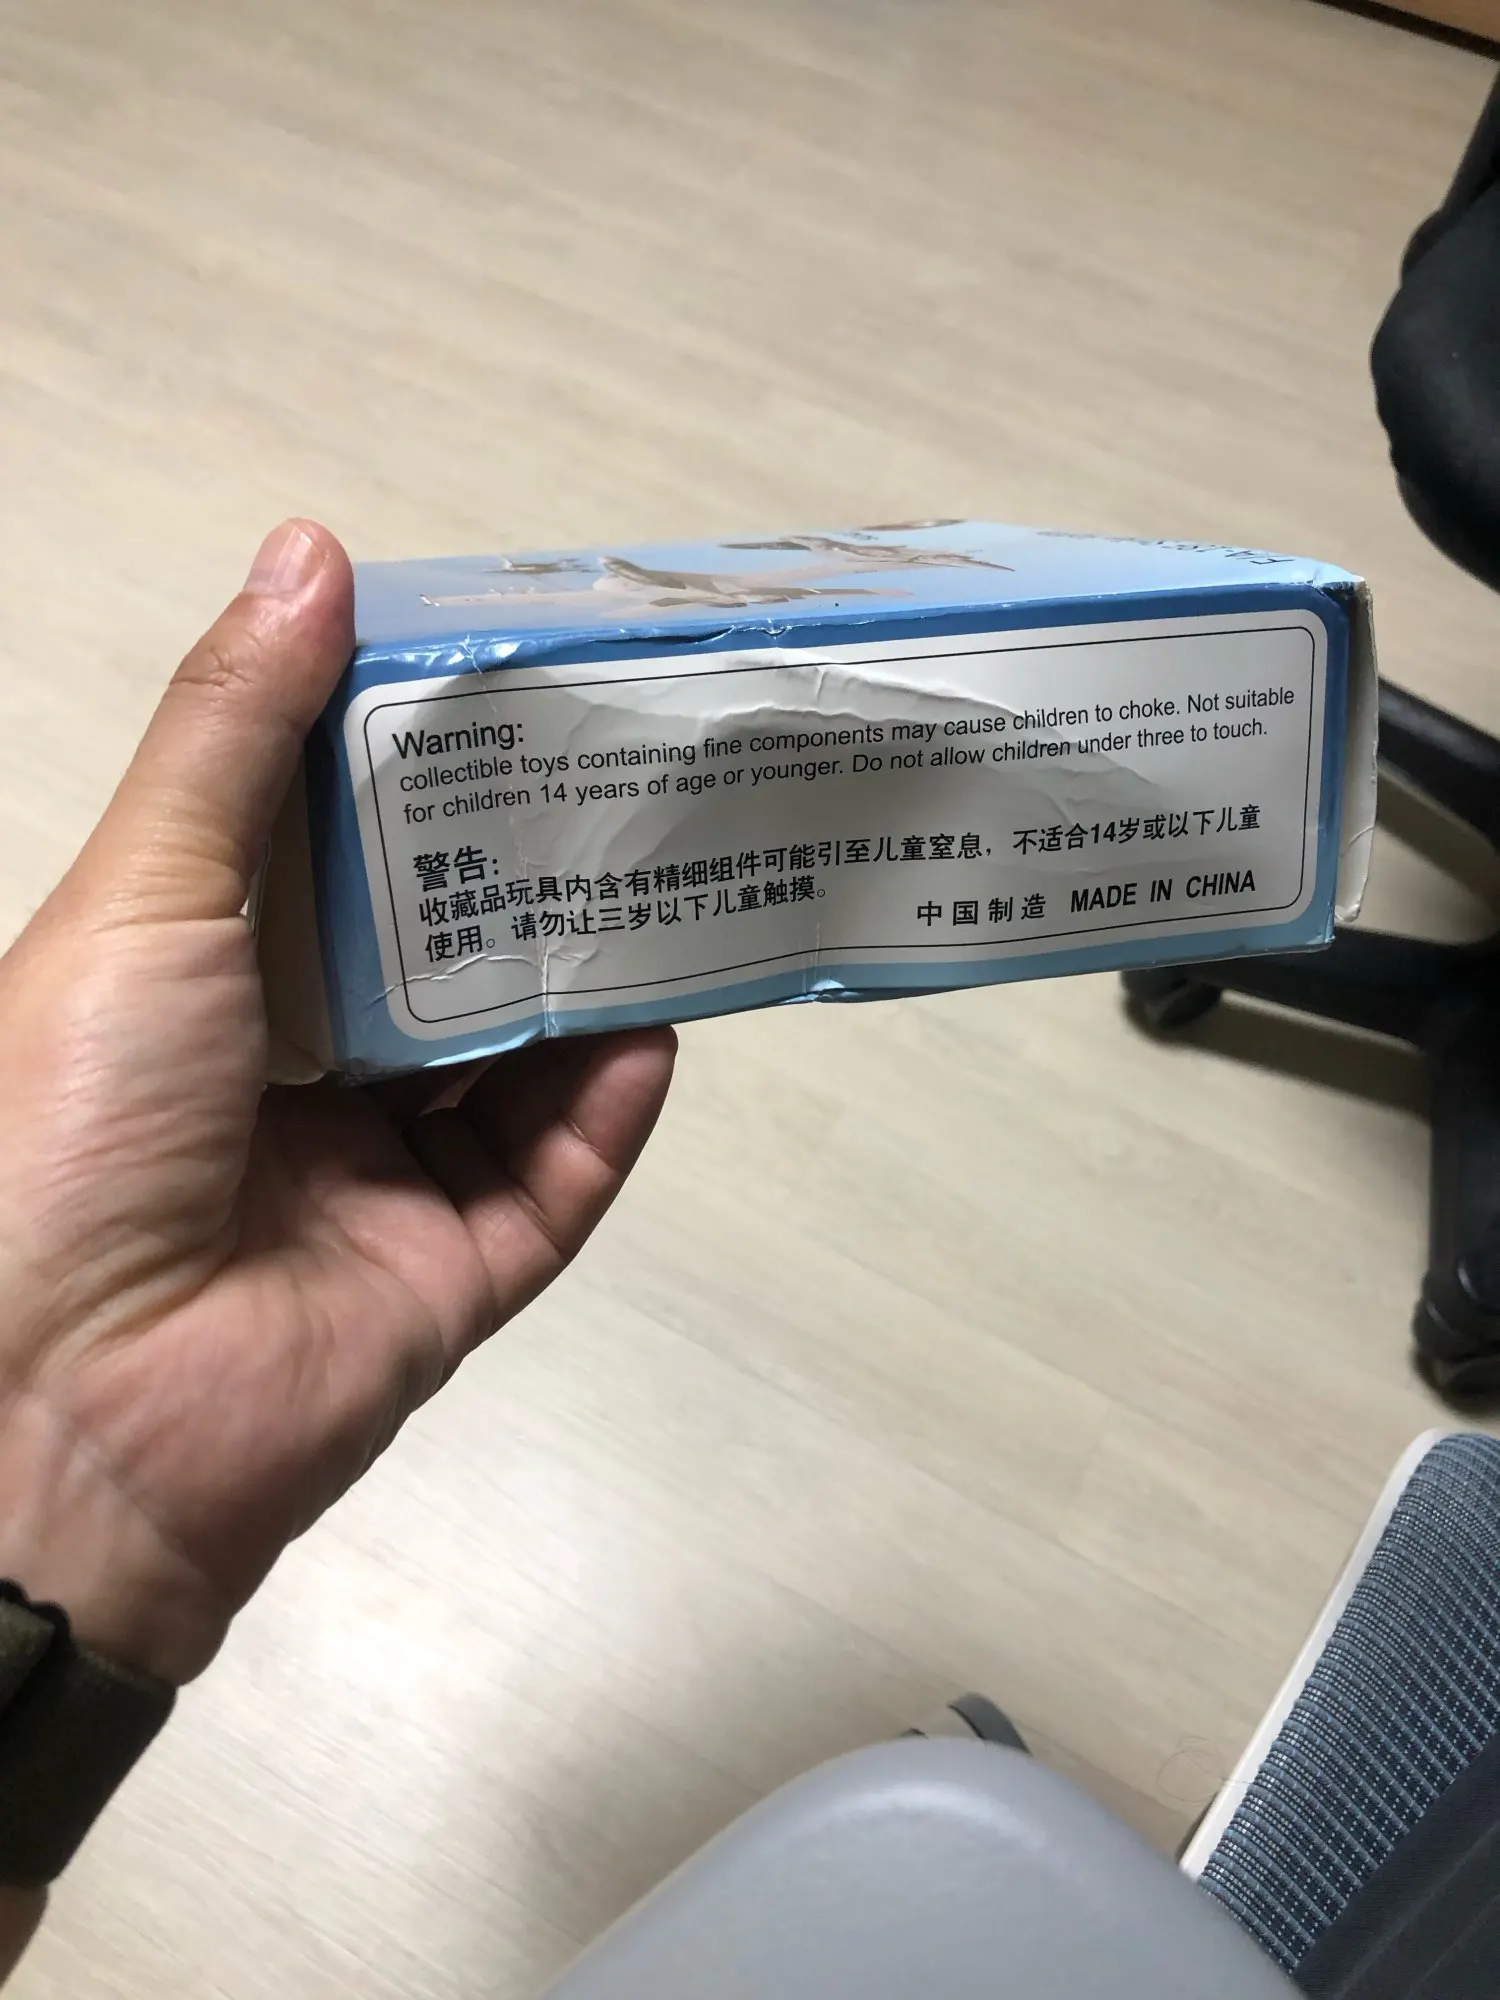 Warning:
collectible toys containing fine components may cause children to choke. Not suitable
for children 14 years of age or younger. Do not allow children under three to touch.
警告:
收藏品玩具内含有精细组件可能引至儿童窒息，不适合14岁或以下儿童
使用。请勿让三岁以下儿童触摸。
中国制造 MADE IN CHINA